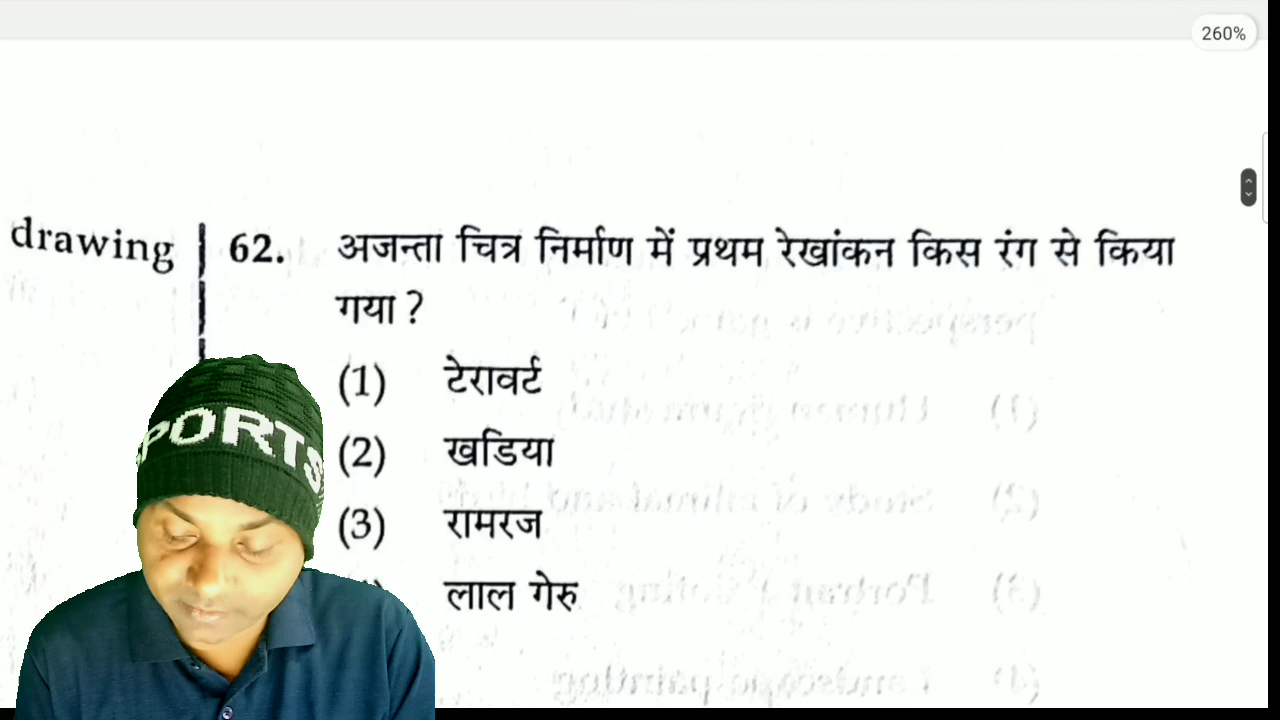 260%
drawing
62. अजन्ता चित्र निर्माण में प्रथम रेखांकन किस रंग से किया
गया ?
(1) टेरावर्ट
(2) खडिया
(3) रामरज
लाल गेरु
PORTS